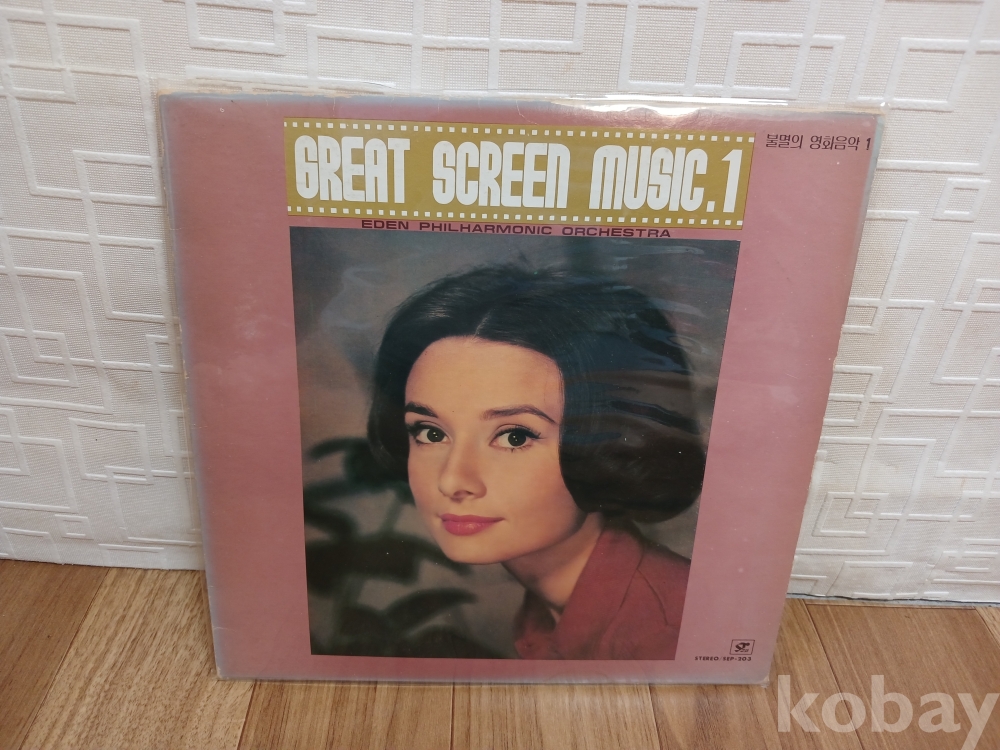 GREAT SCREEN MUSIC.1
불멸의 영화음악 1
EDEN PHILHARMONIC ORCHESTRA
STEREO/SEP-303
kobay